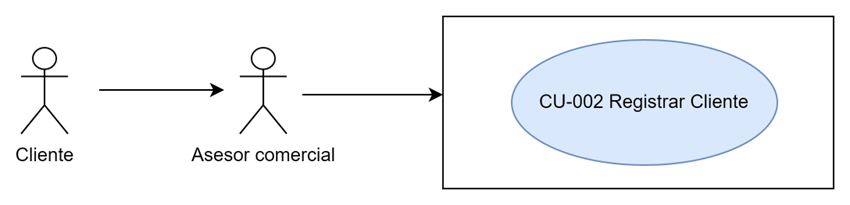 CU-002 Registrar Cliente
Cliente
Asesor comercial